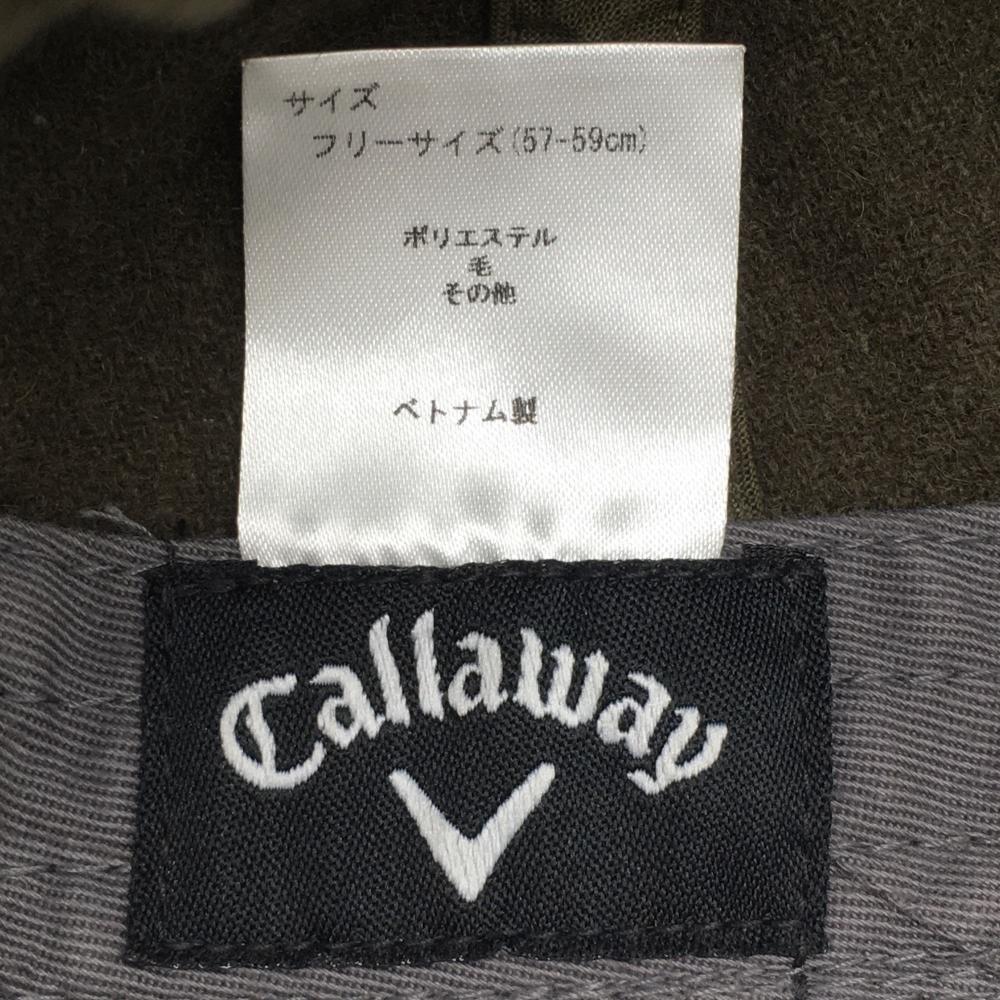 サイズ
フリーサイズ(57-59cm)
ポリエステル
毛
その他
ベトナム製
Callaway